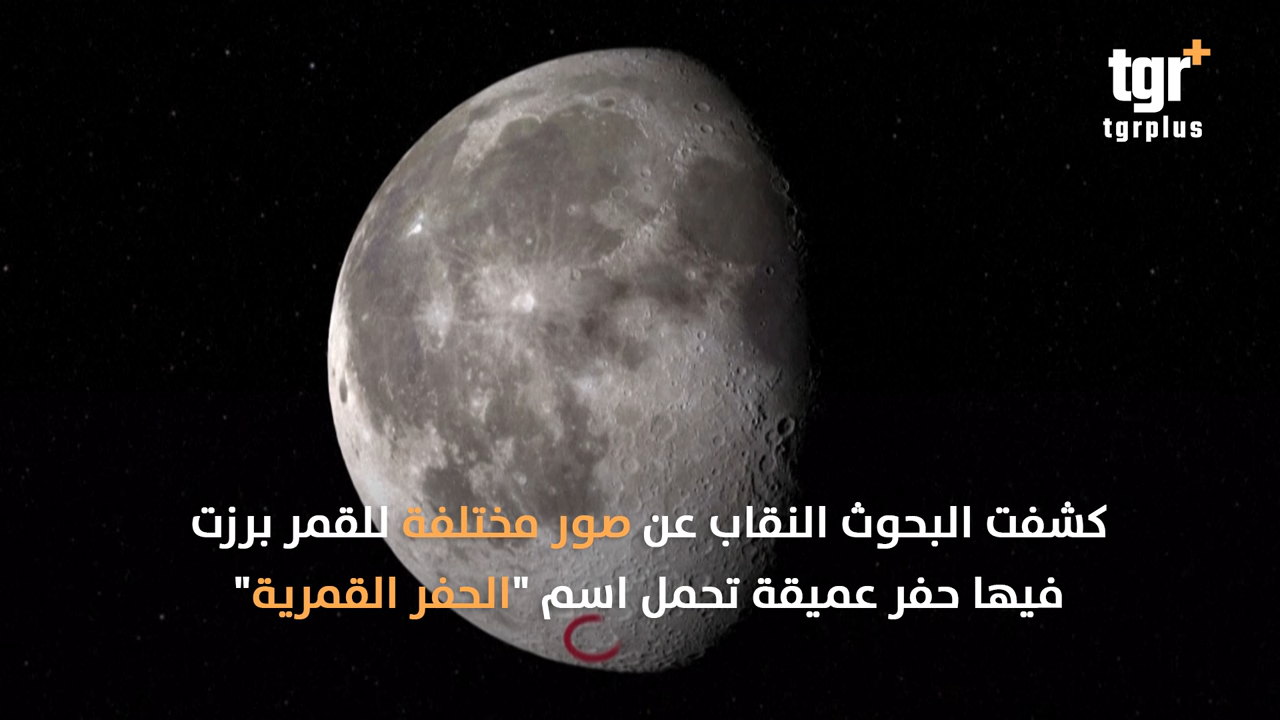 tgr+
tgrplus
كشفت البحوث النقاب عن صور مختلفة للقمر برزت
فيها حفر عميقة تحمل اسم "الحفر القمرية"